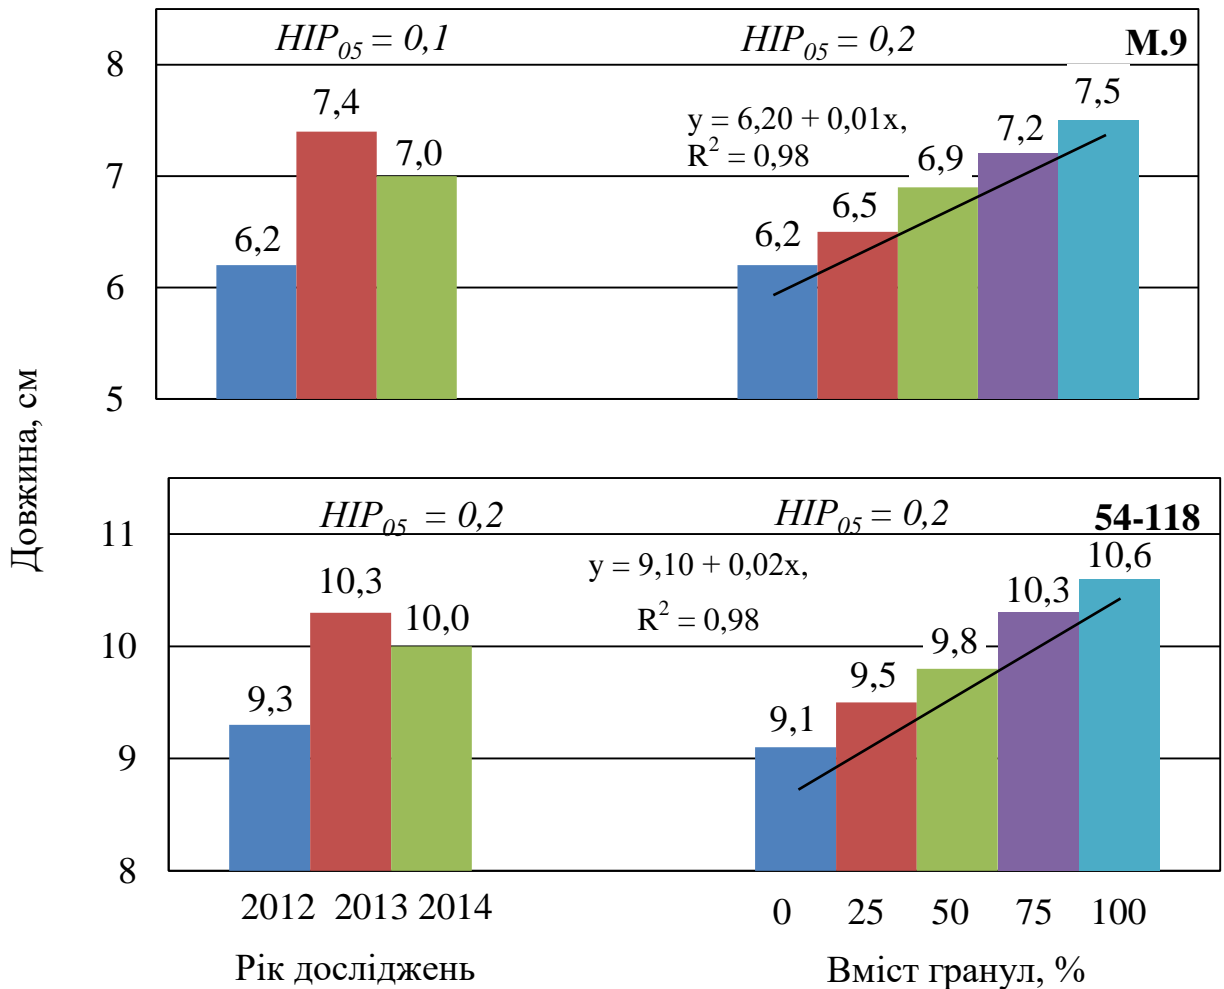 Довжина, см
НІР05 = 0,1
НІР05 = 0,2
М.9
8
7
6
5
6,2
7,4
7,0
y = 6,20 + 0,01x,
R2 = 0,98
6,2
6,5
6,9
7,2
7,5
НІР05 = 0,2
НІР05 = 0,2
54-118
11
10
9
8
9,3
10,3
10,0
y = 9,10 + 0,02x,
R2 = 0,98
9,1
9,5
9,8
10,3
10,6
2012 2013 2014
0 25 50 75 100
Рік досліджень
Вміст гранул, %